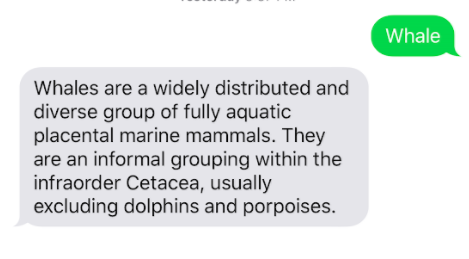 Whale
Whales are a widely distributed and
diverse group of fully aquatic
placental marine mammals. They
are an informal grouping within the
infraorder Cetacea, usually
excluding dolphins and porpoises.